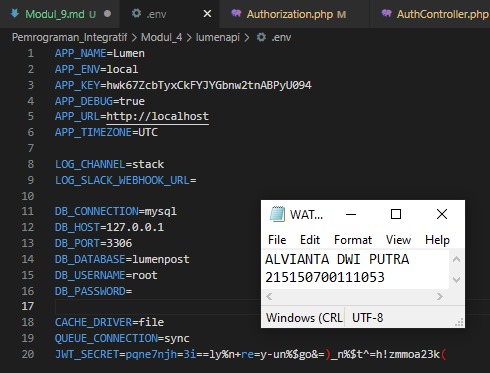 Modul_9.md U
.env
Authorization.php M
AuthController.php
Pemrograman_Integratif > Modul_4 > lumenapi > .env
1 APP_NAME=Lumen
2 APP_ENV=local
3 APP_KEY=hwk67ZcbTyxCkFYJYGbnw2tnABPyU094
4 APP_DEBUG=true
5 APP_URL=http://localhost
6 APP_TIMEZONE=UTC
7
8 LOG_CHANNEL=stack
9 LOG_SLACK_WEBHOOK_URL=
10
11 DB_CONNECTION=mysql
12 DB_HOST=127.0.0.1
13 DB_PORT=3306
14 DB_DATABASE=lumenpost
15 DB_USERNAME=root
16 DB_PASSWORD=
17
18 CACHE_DRIVER=file
19 QUEUE_CONNECTION=sync
20 JWT_SECRET=pqne7njh=3i==ly%n+re=y-un%$go&=)_n%$t^=h!zmmoa23k(
WAT...
File Edit Format View Help
ALVIANTA DWI PUTRA
215150700111053
Windows (CRL UTF-8